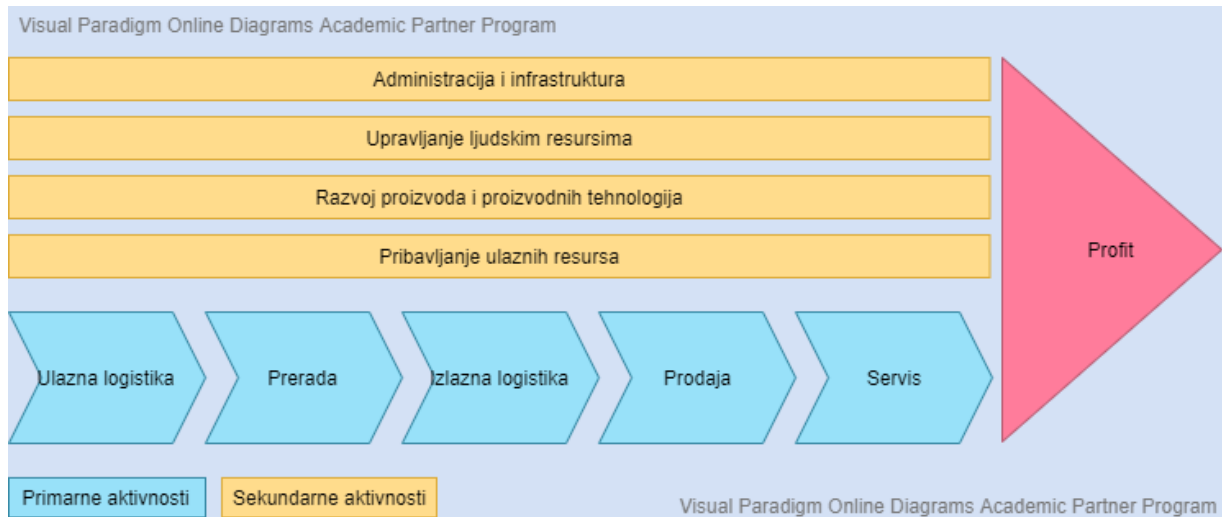 Visual Paradigm Online Diagrams Academic Partner Program
Administracija i infrastruktura
Upravljanje ljudskim resursima
Razvoj proizvoda i proizvodnih tehnologija
Pribavljanje ulaznih resursa
Profit
Ulazna logistika
Prerada
Izlazna logistika
Prodaja
Servis
Primarne aktivnosti
Sekundarne aktivnosti
Visual Paradigm Online Diagrams Academic Partner Program